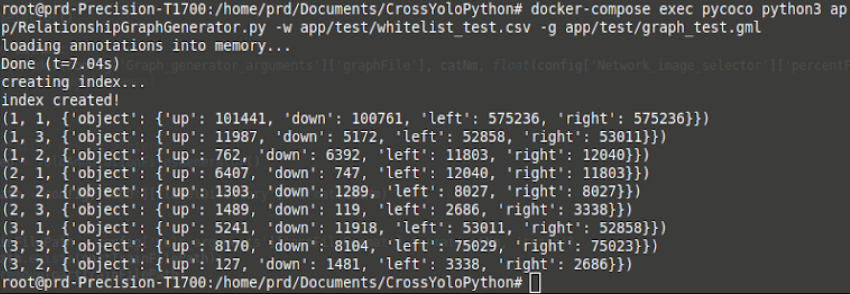 root@prd-Precision-T1700:/home/prd/Documents/CrossYoloPython# docker-compose exec pycoco python3 ap
p/RelationshipGraphGenerator.py -w app/test/whitelist_test.csv -g app/test/graph_test.gml
loading annotations into memory...
Done (t=7.04s)
creating index...
index created!
(1, 1, {'object': {'up': 101441, 'down': 100761, 'left': 575236, 'right': 575236}})
(1, 3, {'object': {'up': 11987, 'down': 5172, 'left': 52858, 'right': 53011}})
(1, 2, {'object': {'up': 762, 'down': 6392, 'left': 11803, 'right': 12040}})
(2, 1, {'object': {'up': 6407, 'down': 747, 'left': 12040, 'right': 11803}})
(2, 2, {'object': {'up': 1303, 'down': 1289, 'left': 8027, 'right': 8027}})
(2, 3, {'object': {'up': 1489, 'down': 119, 'left': 2686, 'right': 3338}})
(3, 1, {'object': {'up': 5241, 'down': 11918, 'left': 53011, 'right': 52858}})
(3, 3, {'object': {'up': 8170, 'down': 8104, 'left': 75029, 'right': 75023}})
(3, 2, {'object': {'up': 127, 'down': 1481, 'left': 3338, 'right': 2686}})
root@prd-Precision-T1700:/home/prd/Documents/CrossYoloPython#